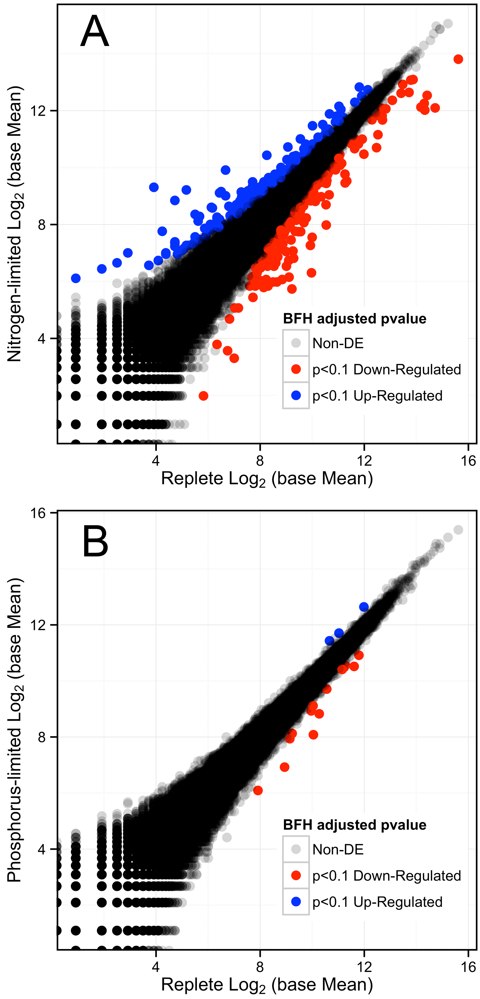 A
Nitrogen-limited Log2 (base Mean)
12
8
4
BFH adjusted pvalue
Non-DE
p<0.1 Down-Regulated
p<0.1 Up-Regulated
4 8 12 16
Replete Log2 (base Mean)
B
Phosphorus-limited Log2 (base Mean)
16
12
8
4
BFH adjusted pvalue
Non-DE
p<0.1 Down-Regulated
p<0.1 Up-Regulated
4 8 12 16
Replete Log2 (base Mean)